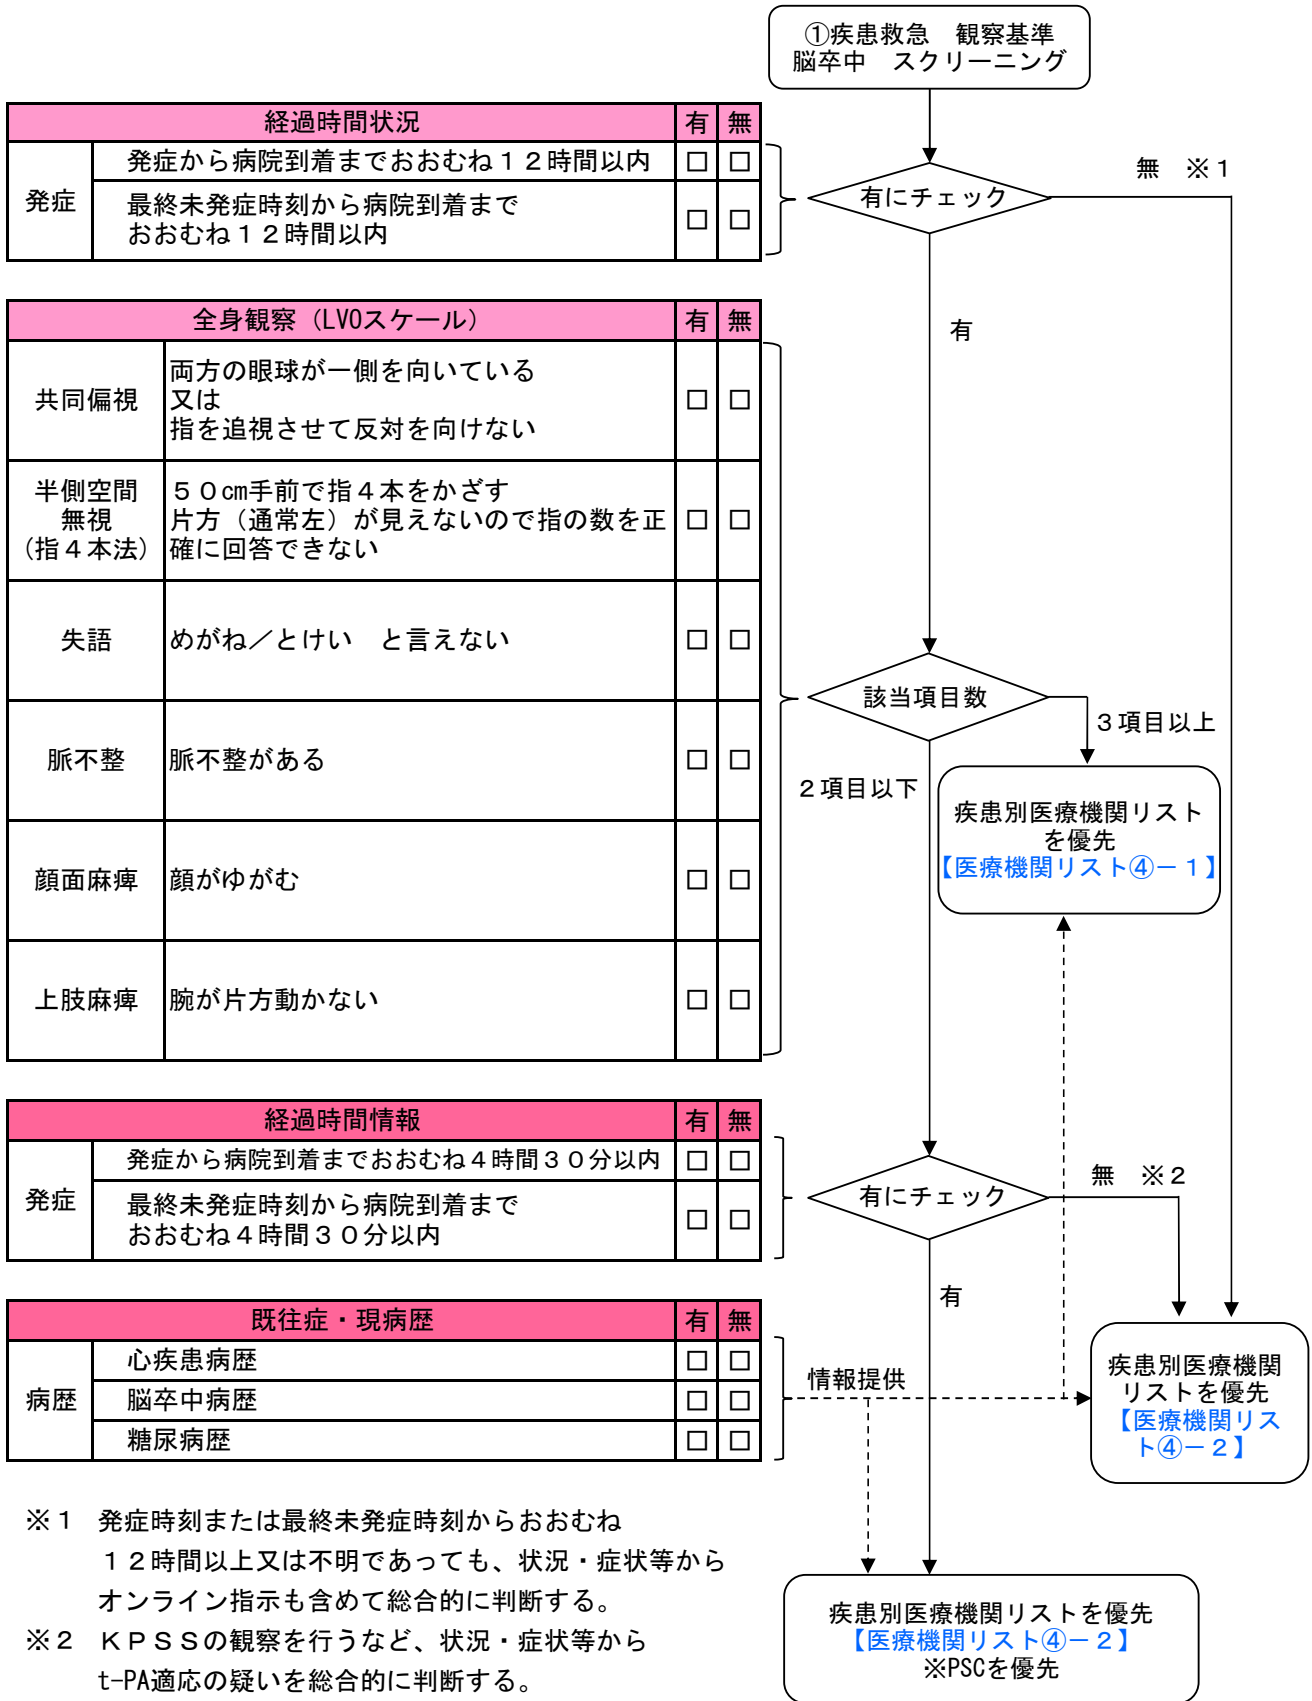 ①疾患救急　観察基準
脳卒中　スクリーニング
経過時間状況 有 無
発症
発症から病院到着までおおむね１２時間以内 □ □
最終未発症時刻から病院到着まで
おおむね１２時間以内 □ □
有にチェック
無　※１
有
全身観察（LVOスケール） 有 無
共同偏視
両方の眼球が一側を向いている
又は
指を追視させて反対を向けない
□ □
半側空間
無視
（指４本法）
５０㎝手前で指４本をかざす
片方（通常左）が見えないので指の数を正
確に回答できない
□ □
失語 めがね／とけい　と言えない □ □
脈不整 脈不整がある □ □
顔面麻痺 顔がゆがむ □ □
上肢麻痺 腕が片方動かない □ □
該当項目数
３項目以上
２項目以下
疾患別医療機関リスト
を優先
【医療機関リスト④－１】
経過時間情報 有 無
発症
発症から病院到着までおおむね４時間３０分以内 □ □
最終未発症時刻から病院到着まで
おおむね４時間３０分以内 □ □
有にチェック
無　※２
有
既往症・現病歴 有 無
病歴
心疾患病歴 □ □
脳卒中病歴 □ □
糖尿病歴 □ □
情報提供
疾患別医療機関
リストを優先
【医療機関リス
ト④－２】
※１　発症時刻または最終未発症時刻からおおむね
１２時間以上又は不明であっても、状況・症状等から
オンライン指示も含めて総合的に判断する。
※２　ＫＰＳＳの観察を行うなど、状況・症状等から
t-PA適応の疑いを総合的に判断する。
疾患別医療機関リストを優先
【医療機関リスト④－２】
※PSCを優先